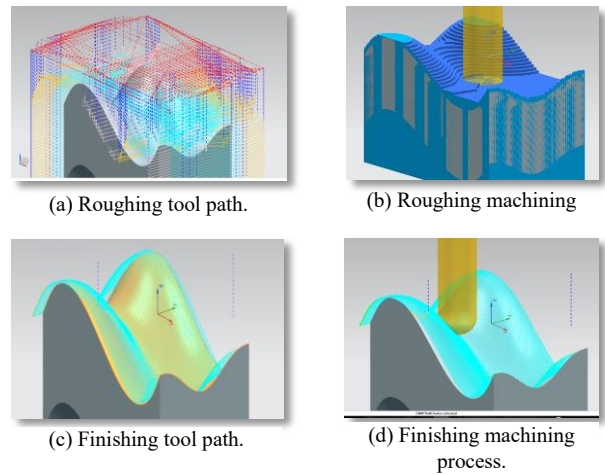 (a) Roughing tool path.
(b) Roughing machining
(c) Finishing tool path.
(d) Finishing machining
process.